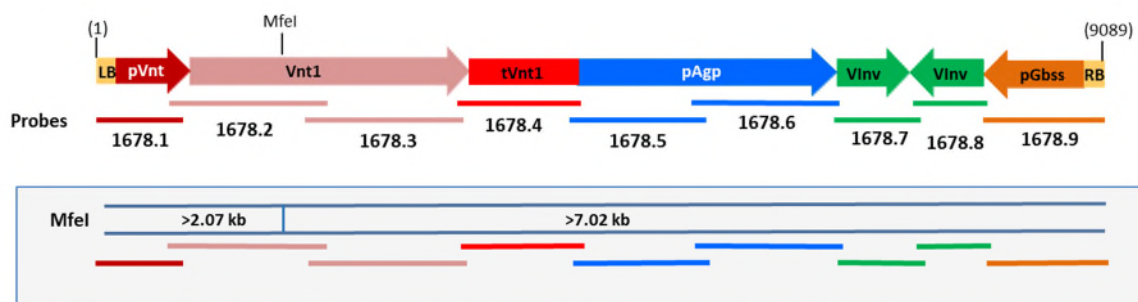 MfeI
(1) (9089)
LB pVnt Vnt1 tVnt1 pAgp VInv VInv pGbss RB
Probes
1678.1 1678.2 1678.3 1678.4 1678.5 1678.6 1678.7 1678.8 1678.9
MfeI >2.07 kb >7.02 kb